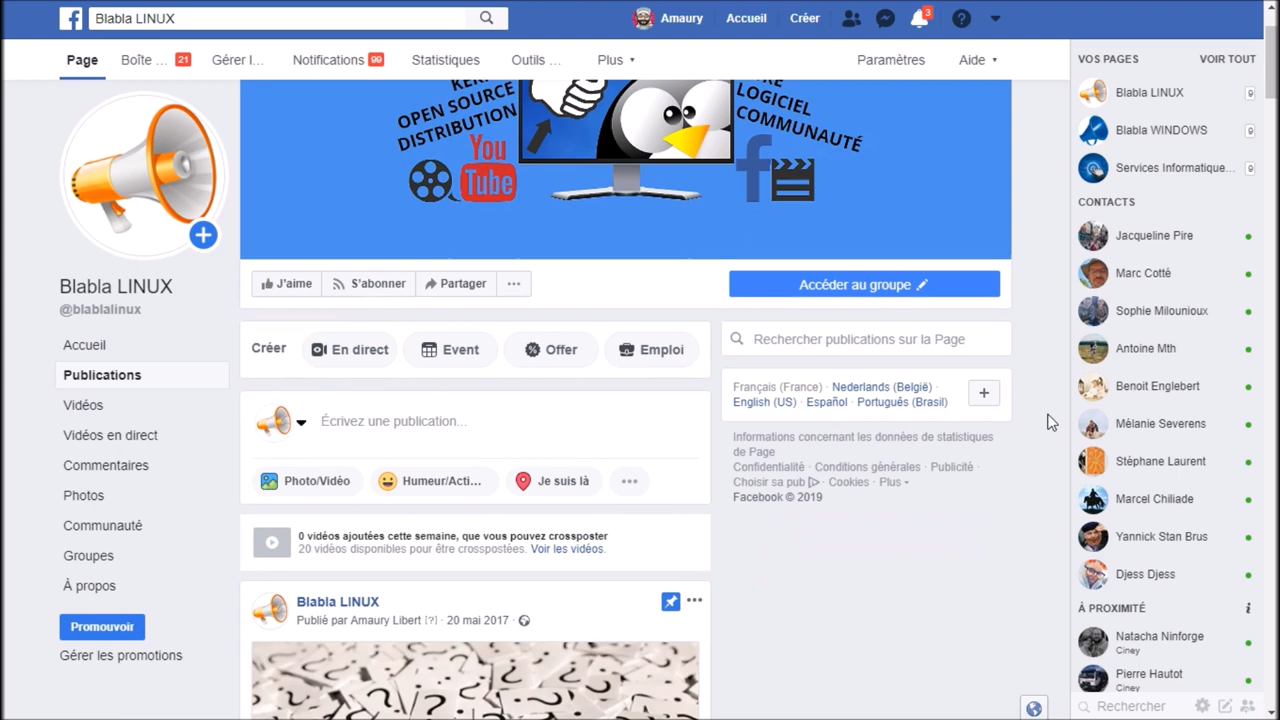 Blabla LINUX
Amaury Accueil Créer 3
Page Boîte ... 21 Gérer l... Notifications 99 Statistiques Outils ... Plus Paramètres Aide
OPEN SOURCE
DISTRIBUTION
LOGICIEL
COMMUNAUTÉ
You
Tube
Blabla LINUX
@blablalinux
Accueil
Publications
Vidéos
Vidéos en direct
Commentaires
Photos
Communauté
Groupes
À propos
Promouvoir
Gérer les promotions
J'aime S'abonner Partager ...
Accéder au groupe
Créer En direct Event Offer Emploi
Écrivez une publication...
Photo/Vidéo Humeur/Acti... Je suis là ...
0 vidéos ajoutées cette semaine, que vous pouvez crossposter
20 vidéos disponibles pour être crosspostées. Voir les vidéos.
Blabla LINUX
Publié par Amaury Libert [?] · 20 mai 2017 ·
Rechercher publications sur la Page
Français (France) · Nederlands (België) ·
English (US) · Español · Português (Brasil)
Informations concernant les données de statistiques
de Page
Confidentialité · Conditions générales · Publicité ·
Choisir sa pub · Cookies · Plus
Facebook © 2019
VOS PAGES VOIR TOUT
Blabla LINUX 9
Blabla WINDOWS 9
Services Informatique... 9
CONTACTS
Jacqueline Pire
Marc Cotté
Sophie Milounioux
Antoine Mth
Benoit Englebert
Mélanie Severens
Stéphane Laurent
Marcel Chiliade
Yannick Stan Brus
Djess Djess
À PROXIMITÉ
Natacha Ninforge
Ciney
Pierre Hautot
Ciney
Rechercher